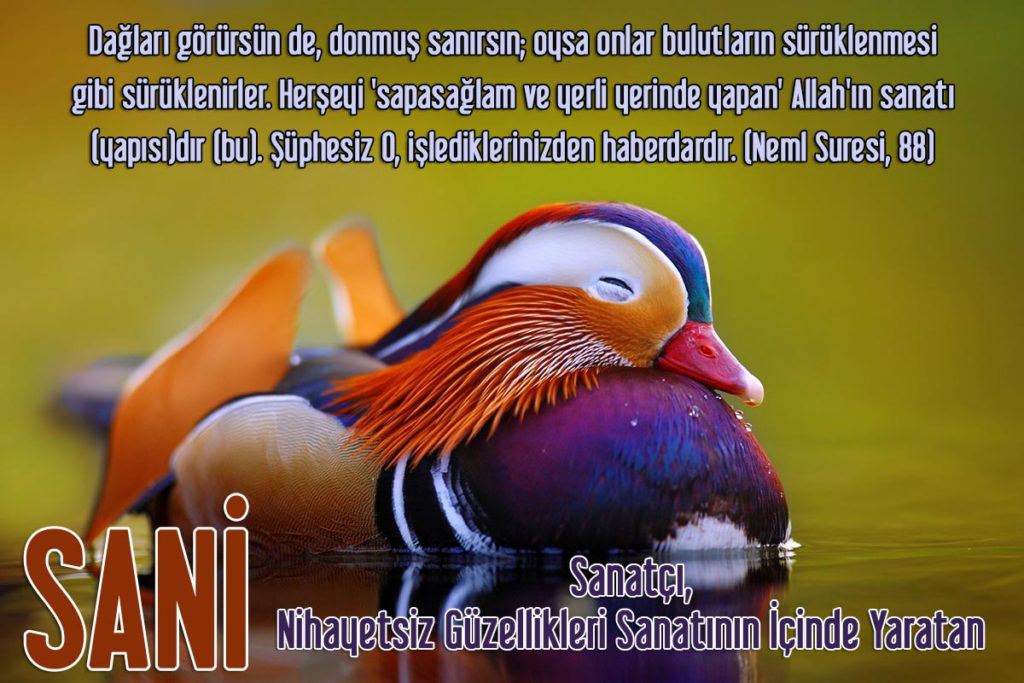 Dağları görürsün de, donmuş sanırsın; oysa onlar bulutların sürüklenmesi
gibi sürüklenirler. Herşeyi 'sapasağlam ve yerli yerinde yapan' Allah'ın sanatı
(yapısı)dır (bu). Şüphesiz O, işlediklerinizden haberdardır. (Neml Suresi, 88)
SANİ
Sanatçı,
Nihayetsiz Güzellikleri Sanatının İçinde Yaratan